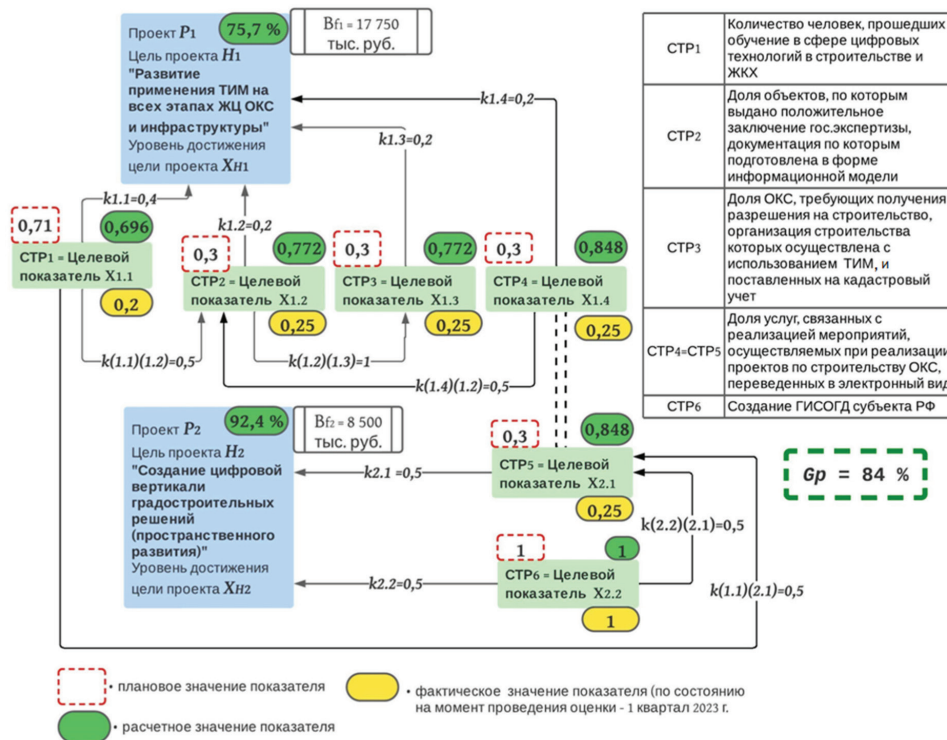 Проект P1
75,7 %
Bf1 = 17 750
тыс. руб.
Цель проекта H1
"Развитие
применения ТИМ на
всех этапах ЖЦ ОКС
и инфраструктуры"
Уровень достижения
цели проекта XH1
k1.4=0,2
k1.3=0,2
k1.1=0,4
k1.2=0,2
0,71
0,696
СТР1 = Целевой
показатель X1.1
0,2
0,3
0,772
СТР2 = Целевой
показатель X1.2
0,25
0,3
0,772
СТР3 = Целевой
показатель X1.3
0,25
0,3
0,848
СТР4 = Целевой
показатель X1.4
0,25
k(1.1)(1.2)=0,5
k(1.2)(1.3)=1
k(1.4)(1.2)=0,5
Проект P2
92,4 %
Bf2 = 8 500
тыс. руб.
Цель проекта H2
"Создание цифровой
вертикали
градостроительных
решений
(пространственного
развития)"
Уровень достижения
цели проекта XH2
k2.1 =0,5
0,3
0,848
СТР5 = Целевой
показатель X2.1
0,25
k(2.2)(2.1)=0,5
k2.2=0,5
1
1
СТР6 = Целевой
показатель X2.2
1
k(1.1)(2.1)=0,5
СТР1
Количество человек, прошедших
обучение в сфере цифровых
технологий в строительстве и
ЖКХ
СТР2
Доля объектов, по которым
выдано положительное
заключение гос.экспертизы,
документация по которым
подготовлена в форме
информационной модели
СТР3
Доля ОКС, требующих получения
разрешения на строительство,
организация строительства
которых осуществлена с
использованием ТИМ, и
поставленных на кадастровый
учет
СТР4=СТР5
Доля услуг, связанных с
реализацией мероприятий,
осуществляемых при реализации
проектов по строительству ОКС,
переведенных в электронный вид
СТР6
Создание ГИСОГД субъекта РФ
Gp = 84 %
• плановое значение показателя
• расчетное значение показателя
• фактическое значение показателя (по состоянию
на момент проведения оценки - 1 квартал 2023 г.